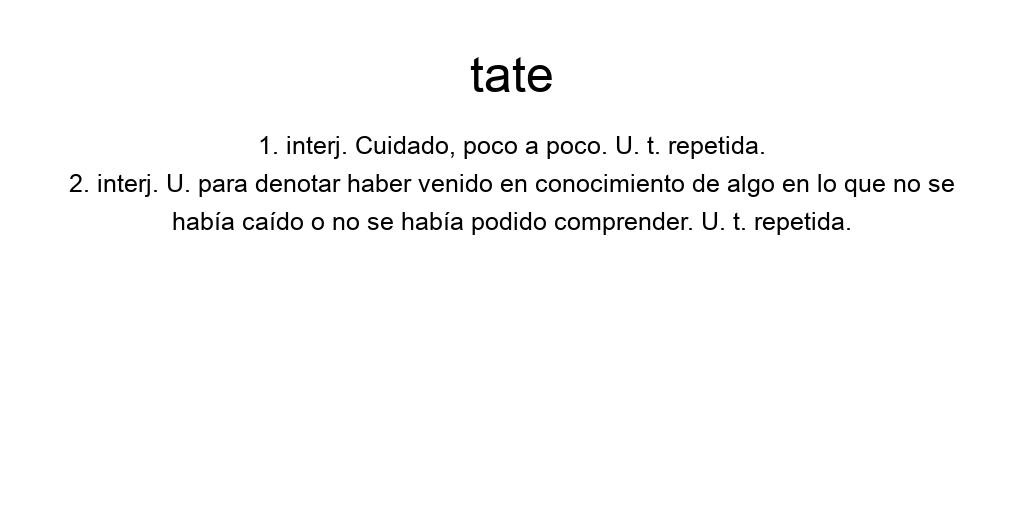 tate
1. interj. Cuidado, poco a poco. U. t. repetida.
2. interj. U. para denotar haber venido en conocimiento de algo en lo que no se
había caído o no se había podido comprender. U. t. repetida.